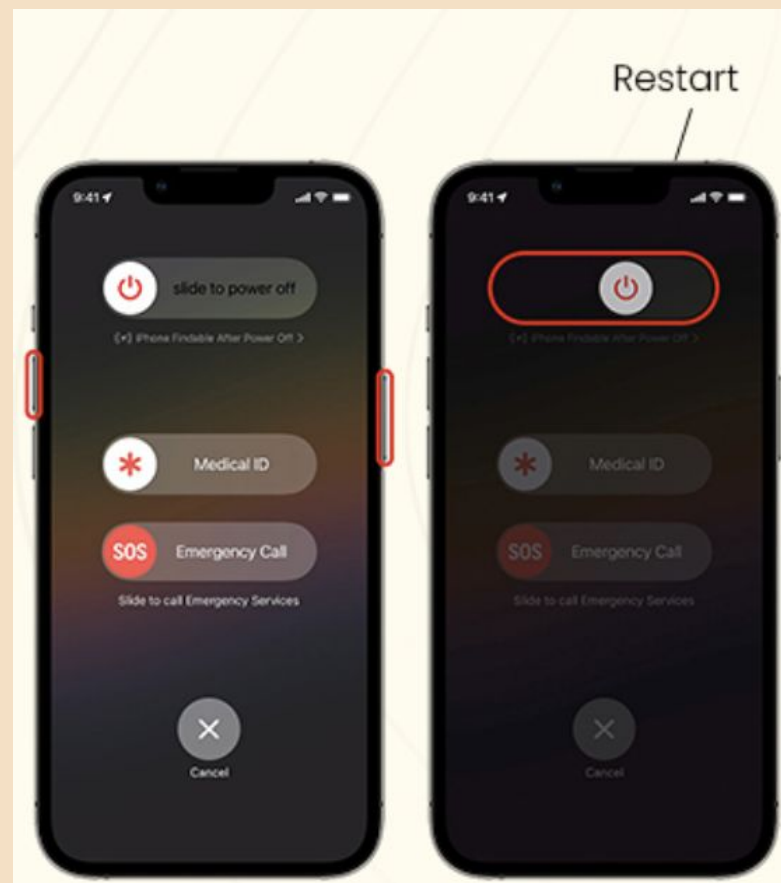 Restart
9:41
slide to power off
iPhone Findable After Power Off >
Medical ID
SOS Emergency Call
Slide to call Emergency Services
Cancel
9:41
iPhone Findable After Power Off >
Medical ID
SOS Emergency Call
Slide to call Emergency Services
Cancel